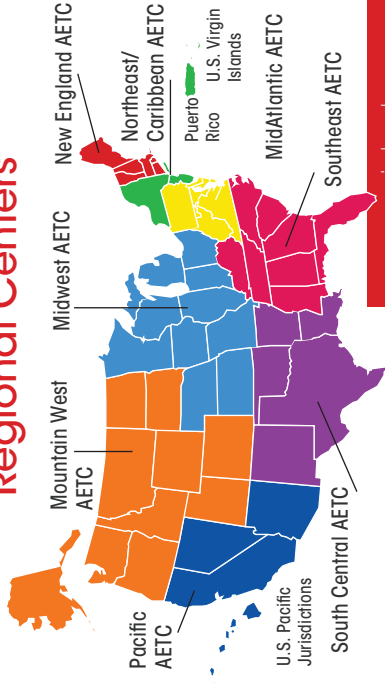 Regional Centers
New England AETC
Northeast/
Caribbean AETC
Puerto
Rico
U.S. Virgin
Islands
MidAtlantic AETC
Southeast AETC
Midwest AETC
Mountain West
AETC
Pacific
AETC
U.S. Pacific
Jurisdictions
South Central AETC